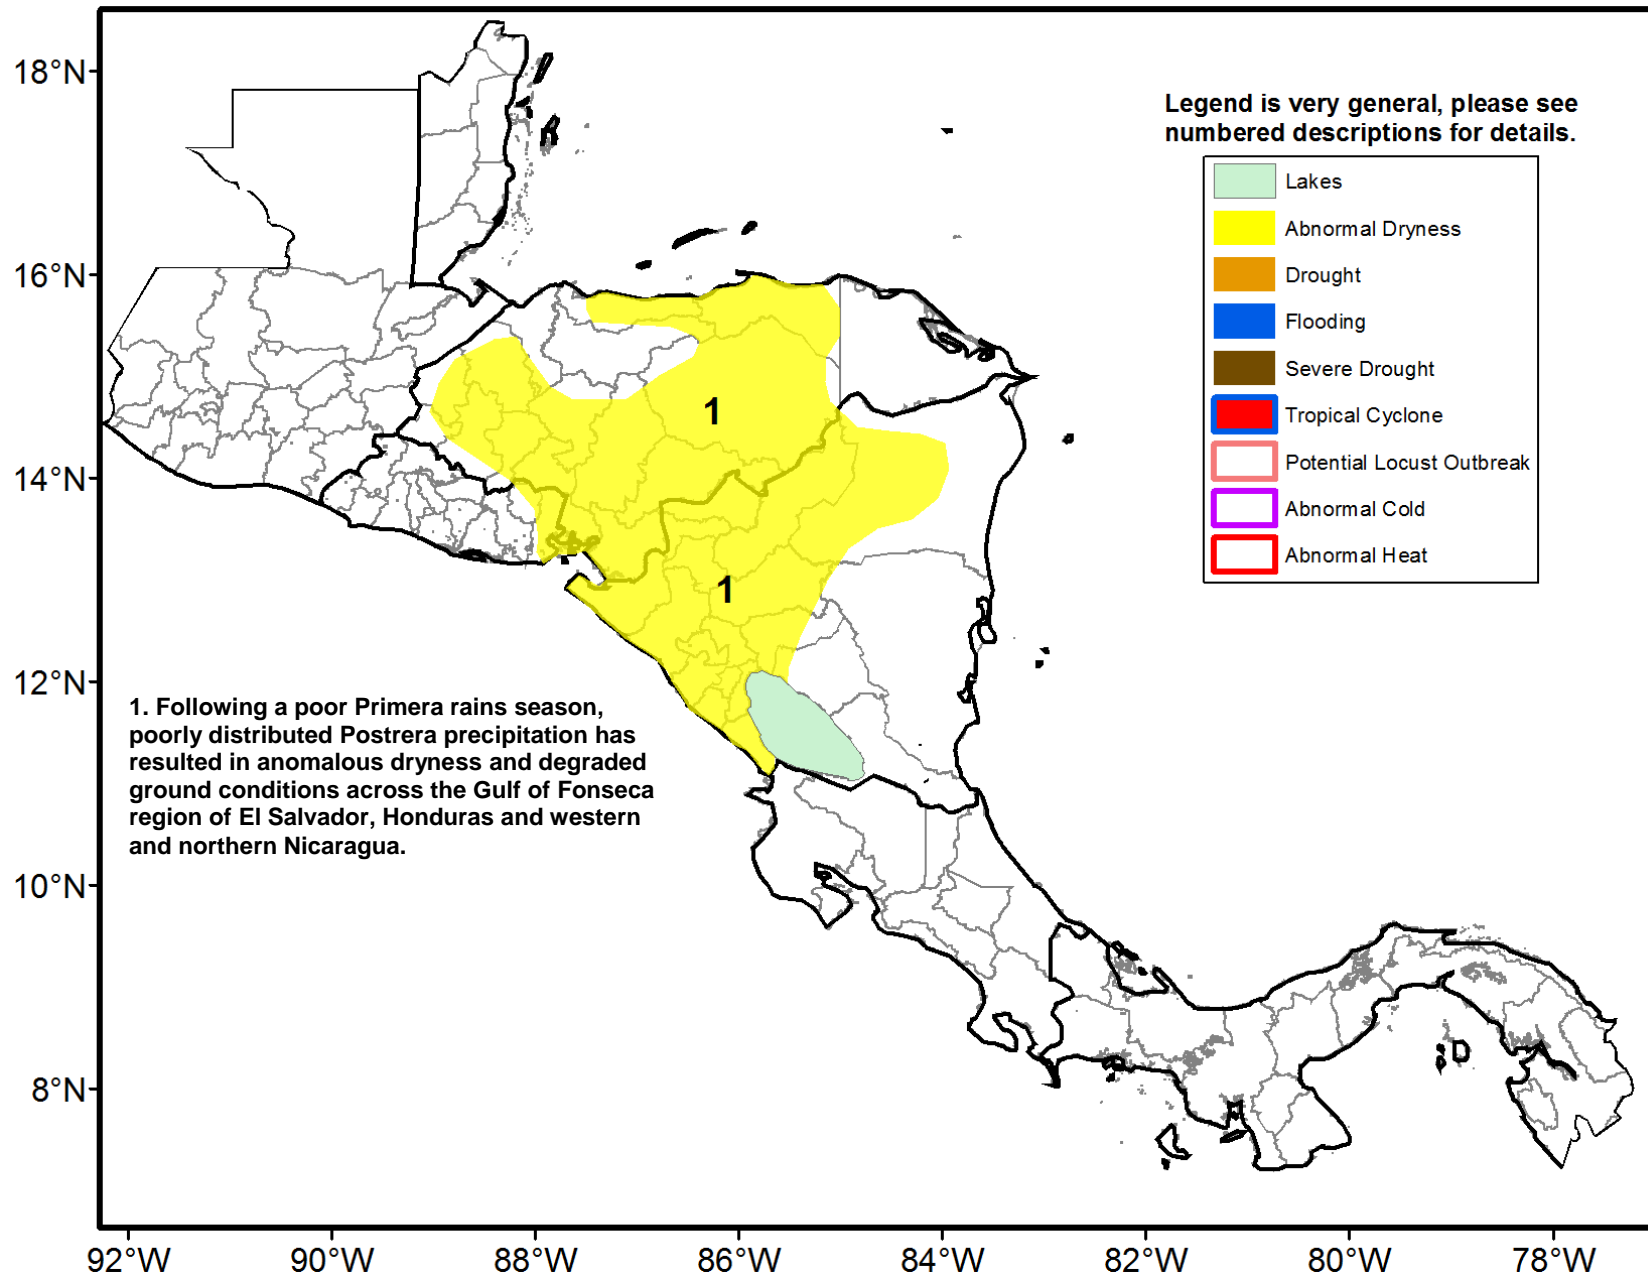 18°N
16°N
14°N
12°N
10°N
8°N
Legend is very general, please see
numbered descriptions for details.
Lakes
Abnormal Dryness
Drought
Flooding
Severe Drought
Tropical Cyclone
Potential Locust Outbreak
Abnormal Cold
Abnormal Heat
1
1
1. Following a poor Primera rains season,
poorly distributed Postrera precipitation has
resulted in anomalous dryness and degraded
ground conditions across the Gulf of Fonseca
region of El Salvador, Honduras and western
and northern Nicaragua.
92°W 90°W 88°W 86°W 84°W 82°W 80°W 78°W